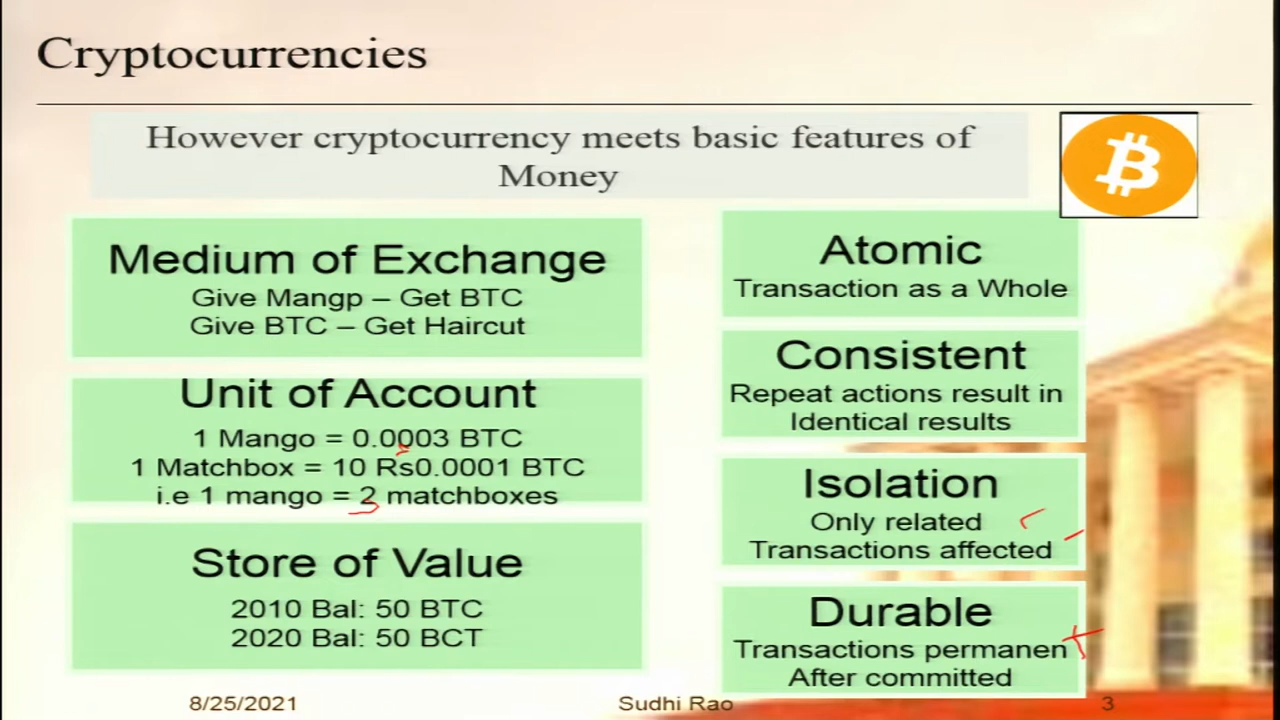 Cryptocurrencies
However cryptocurrency meets basic features of
Money
Medium of Exchange
Give Mangp – Get BTC
Give BTC – Get Haircut
Unit of Account
1 Mango = 0.0003 BTC
1 Matchbox = 10 Rs0.0001 BTC
i.e 1 mango = 2 matchboxes
Store of Value
2010 Bal: 50 BTC
2020 Bal: 50 BCT
Atomic
Transaction as a Whole
Consistent
Repeat actions result in
Identical results
Isolation
Only related
Transactions affected
Durable
Transactions permanen
After committed
8/25/2021
Sudhi Rao
3